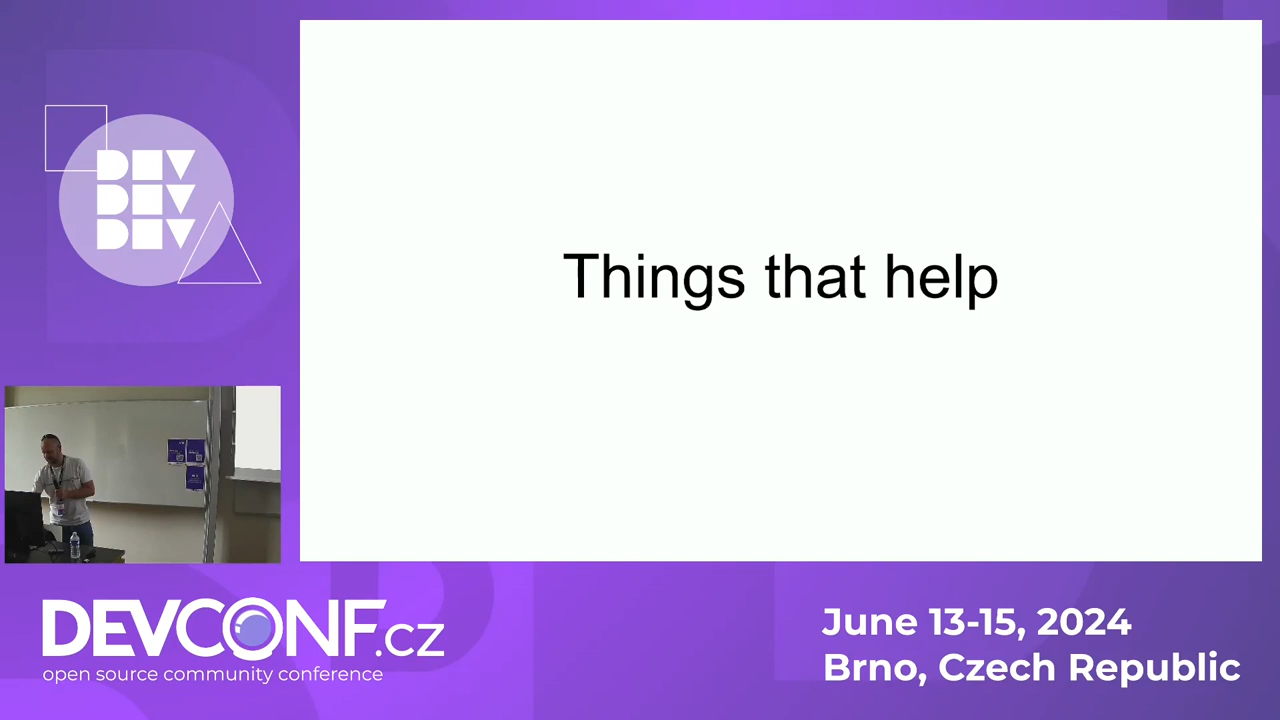 DEV
DEV
DEV
Things that help
DEVCONF.cz
open source community conference
June 13-15, 2024
Brno, Czech Republic